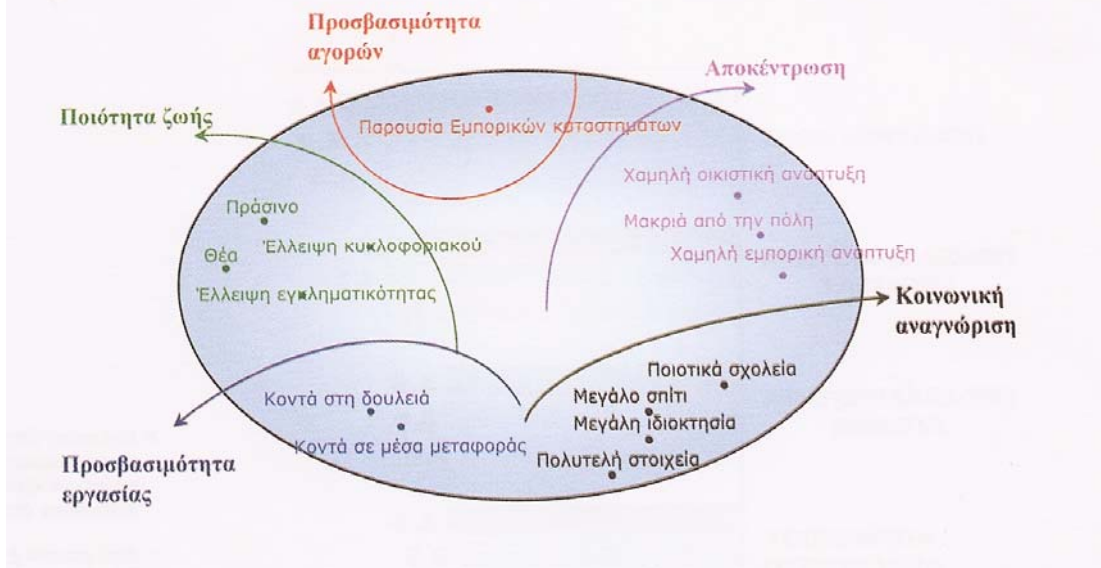 Προσβασιμότητα
αγορών
Αποκέντρωση
Ποιότητα ζωής
Παρουσία Εμπορικών καταστημάτων
Χαμηλή οικιστική ανάπτυξη
Πράσινο
Μακριά από την πόλη
Έλλειψη κυκλοφοριακού
Θέα
Χαμηλή εμπορική ανάπτυξη
Έλλειψη εγκληματικότητας
Κοινωνική
αναγνώριση
Ποιοτικά σχολεία
Κοντά στη δουλειά
Μεγάλο σπίτι
Μεγάλη ιδιοκτησία
Κοντά σε μέσα μεταφοράς
Πολυτελή στοιχεία
Προσβασιμότητα
εργασίας